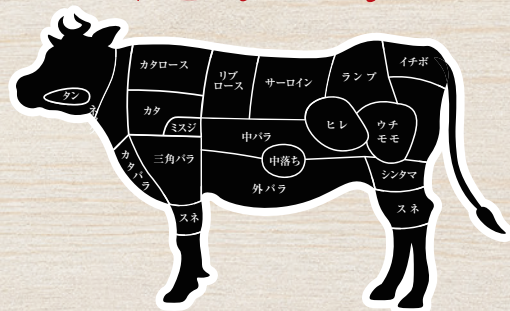 カタロース
リブ
ロース
サーロイン
ランプ
イチボ
タン
ネ
カタ
ミスジ
中バラ
ヒレ
ウチ
モモ
カタバラ
三角バラ
中落ち
シンタマ
外バラ
スネ
スネ